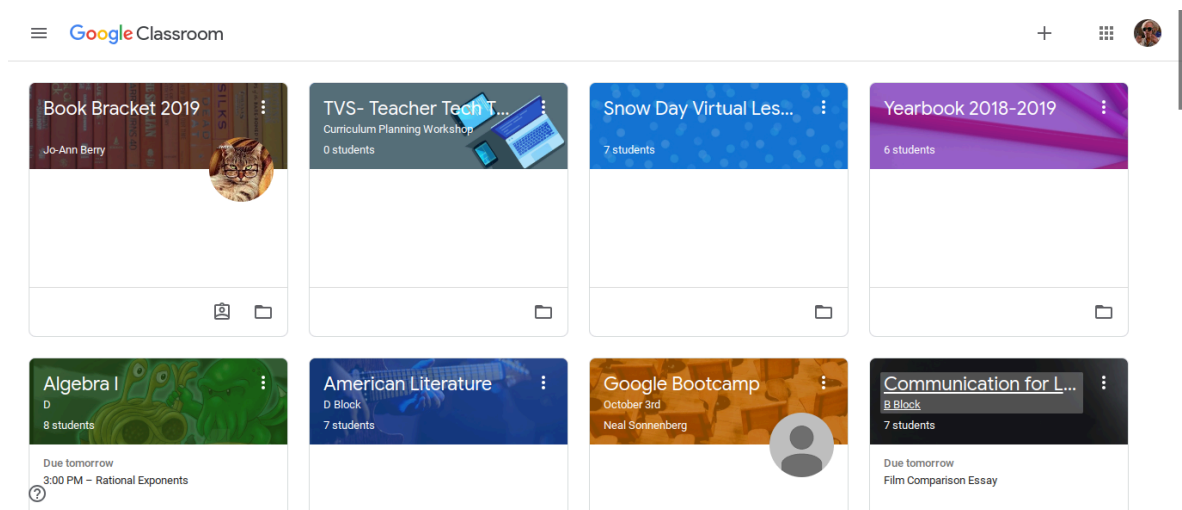 Google Classroom
Book Bracket 2019
Jo-Ann Berry
TVS- Teacher Tech T...
Curriculum Planning Workshop
0 students
Snow Day Virtual Les...
7 students
Yearbook 2018-2019
6 students
Algebra I
D
8 students
Due tomorrow
3:00 PM – Rational Exponents
American Literature
D Block
7 students
Google Bootcamp
October 3rd
Neal Sonnenberg
Communication for L...
B Block
7 students
Due tomorrow
Film Comparison Essay